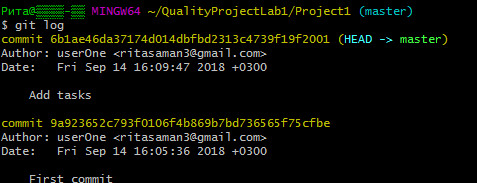 Рита@ MINGW64 ~/QualityProjectLab1/Project1 (master)
$ git log
commit 6b1ae46da37174d014dbfbd2313c4739f19f2001 (HEAD -> master)
Author: userOne <ritasaman3@gmail.com>
Date:   Fri Sep 14 16:09:47 2018 +0300
Add tasks
commit 9a923652c793f0106f4b869b7bd736565f75cfbe
Author: userOne <ritasaman3@gmail.com>
Date:   Fri Sep 14 16:05:36 2018 +0300
First commit